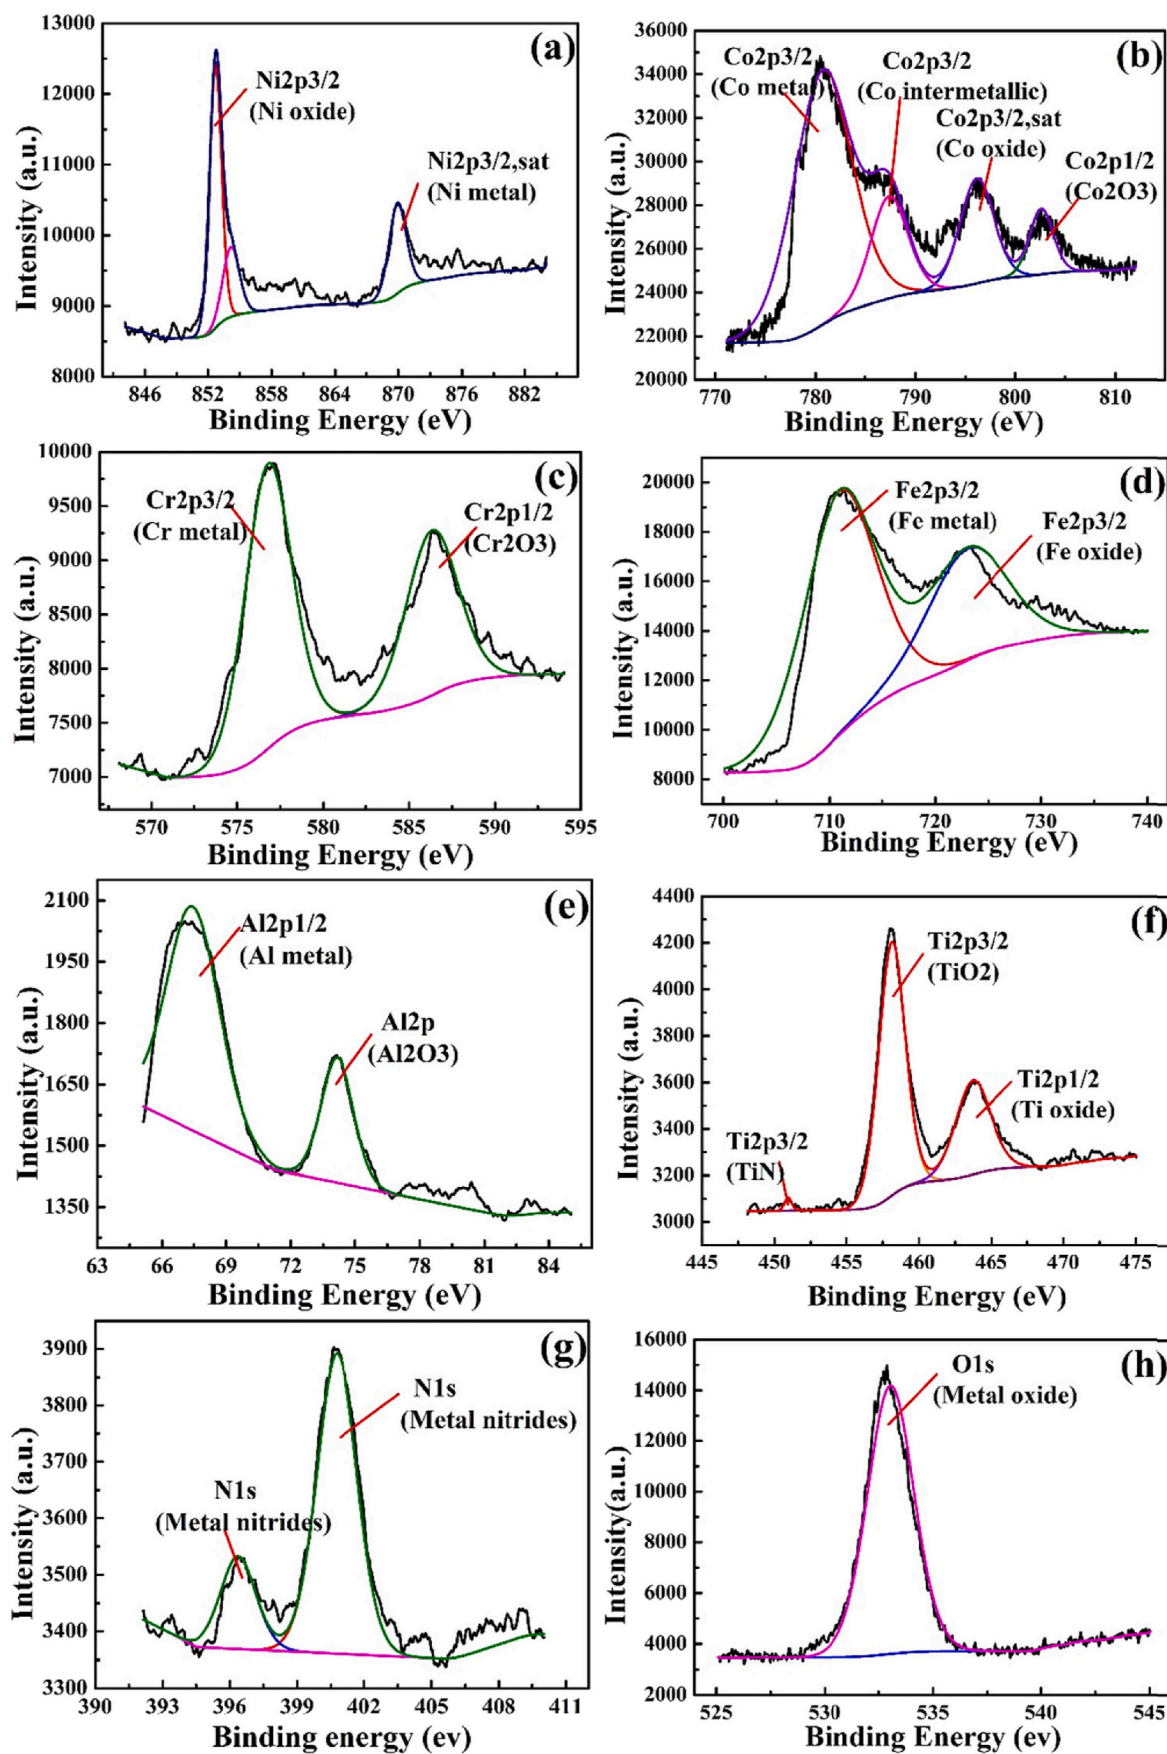 (a)
13000
12000
11000
10000
9000
8000
Intensity (a.u.)
Ni2p3/2
(Ni oxide)
Ni2p3/2,sat
(Ni metal)
846 852 858 864 870 876 882
Binding Energy (eV)
(b)
36000
34000
32000
30000
28000
26000
24000
22000
20000
Intensity (a.u.)
Co2p3/2
(Co metal)
Co2p3/2
(Co intermetallic)
Co2p3/2,sat
(Co oxide)
Co2p1/2
(Co2O3)
770 780 790 800 810
Binding Energy (eV)
(c)
10000
9500
9000
8500
8000
7500
7000
Intensity (a.u.)
Cr2p3/2
(Cr metal)
Cr2p1/2
(Cr2O3)
570 575 580 585 590 595
Binding Energy (eV)
(d)
20000
18000
16000
14000
12000
10000
8000
Intensity (a.u.)
Fe2p3/2
(Fe metal)
Fe2p3/2
(Fe oxide)
700 710 720 730 740
Binding Energy (eV)
(e)
2100
1950
1800
1650
1500
1350
Intensity (a.u.)
Al2p1/2
(Al metal)
Al2p
(Al2O3)
63 66 69 72 75 78 81 84
Binding Energy (eV)
(f)
4400
4200
4000
3800
3600
3400
3200
3000
Intensity (a.u.)
Ti2p3/2
(TiO2)
Ti2p1/2
(Ti oxide)
Ti2p3/2
(TiN)
445 450 455 460 465 470 475
Binding Energy (eV)
(g)
3900
3800
3700
3600
3500
3400
3300
Intensity (a.u.)
N1s
(Metal nitrides)
N1s
(Metal nitrides)
390 393 396 399 402 405 408 411
Binding energy (ev)
(h)
16000
14000
12000
10000
8000
6000
4000
2000
Intensity(a.u.)
O1s
(Metal oxide)
525 530 535 540 545
Binding Energy (ev)